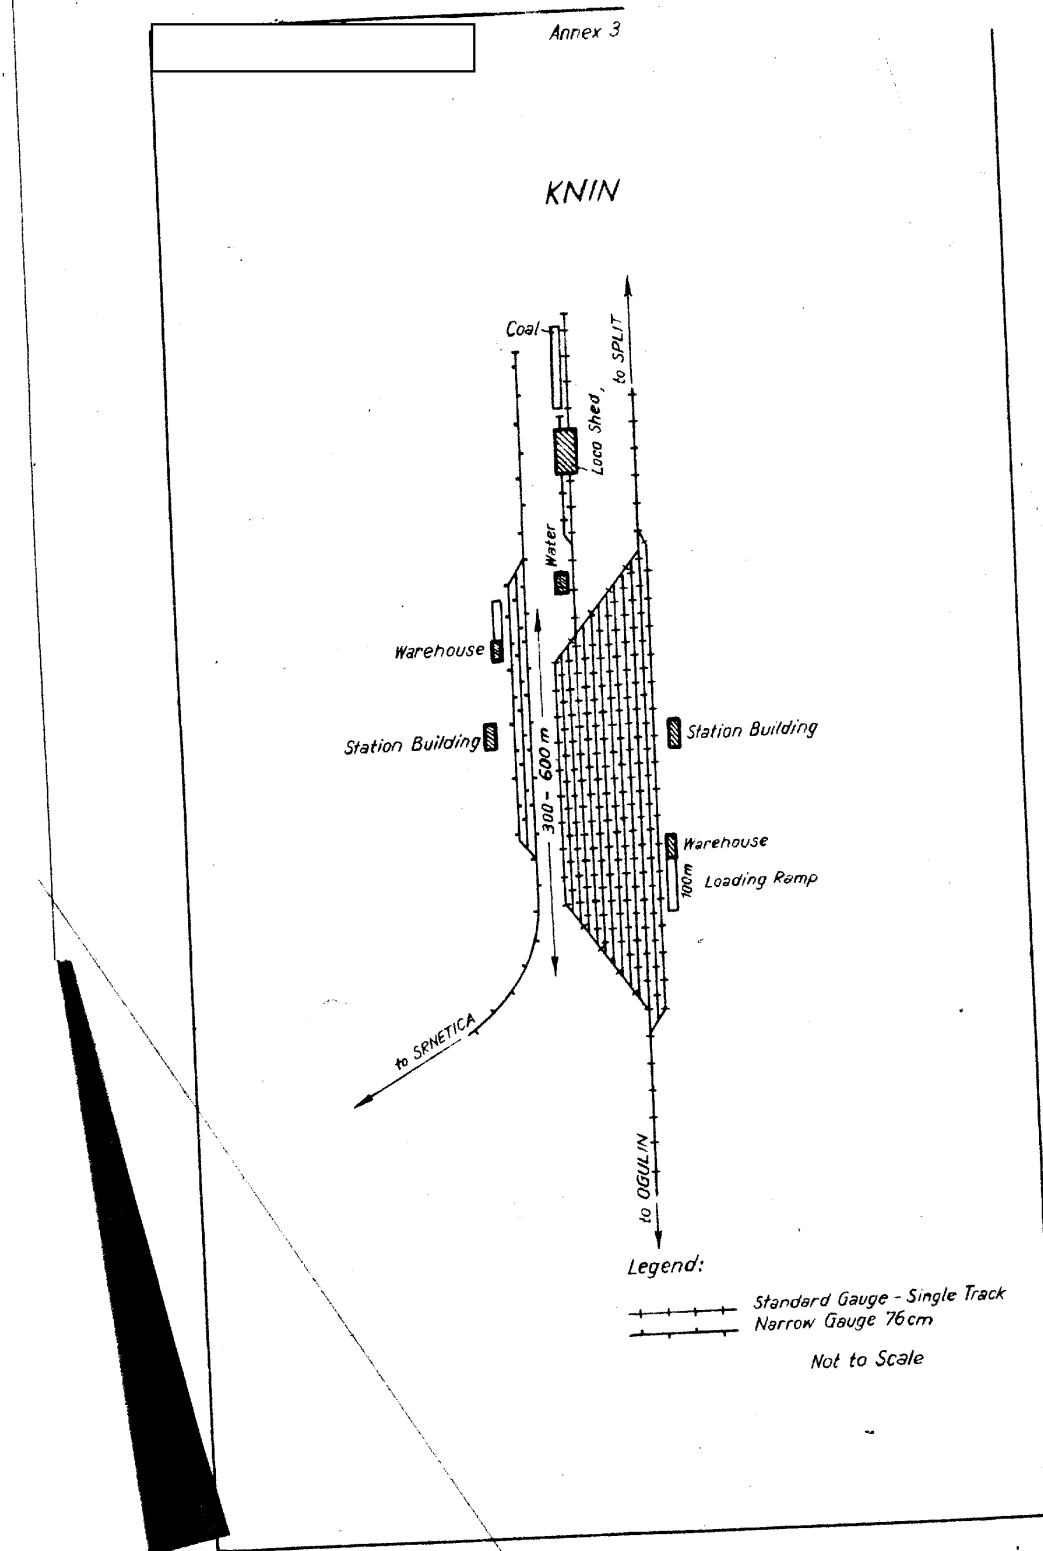 Annex 3
KNIN
Coal
to SPLIT
Loco Shed,
Water
Warehouse
Station Building
300 - 600 m
Station Building
Warehouse
100m
Loading Ramp
to SRNETICA
to OGULIN
Legend:
Standard Gauge - Single Track
Narrow Gauge 76cm
Not to Scale